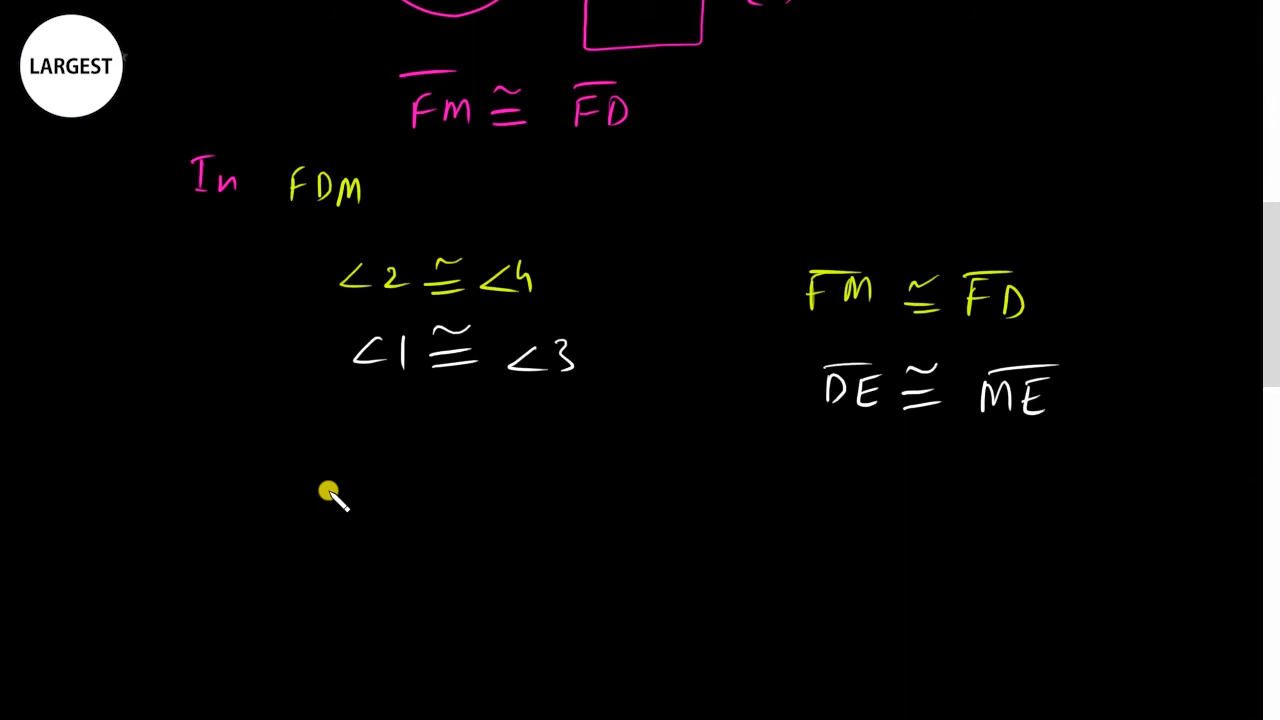 LARGEST
FM ≅ FD
In FDM
∠2 ≅ ∠4
FM ≅ FD
∠1 ≅ ∠3
DE ≅ ME